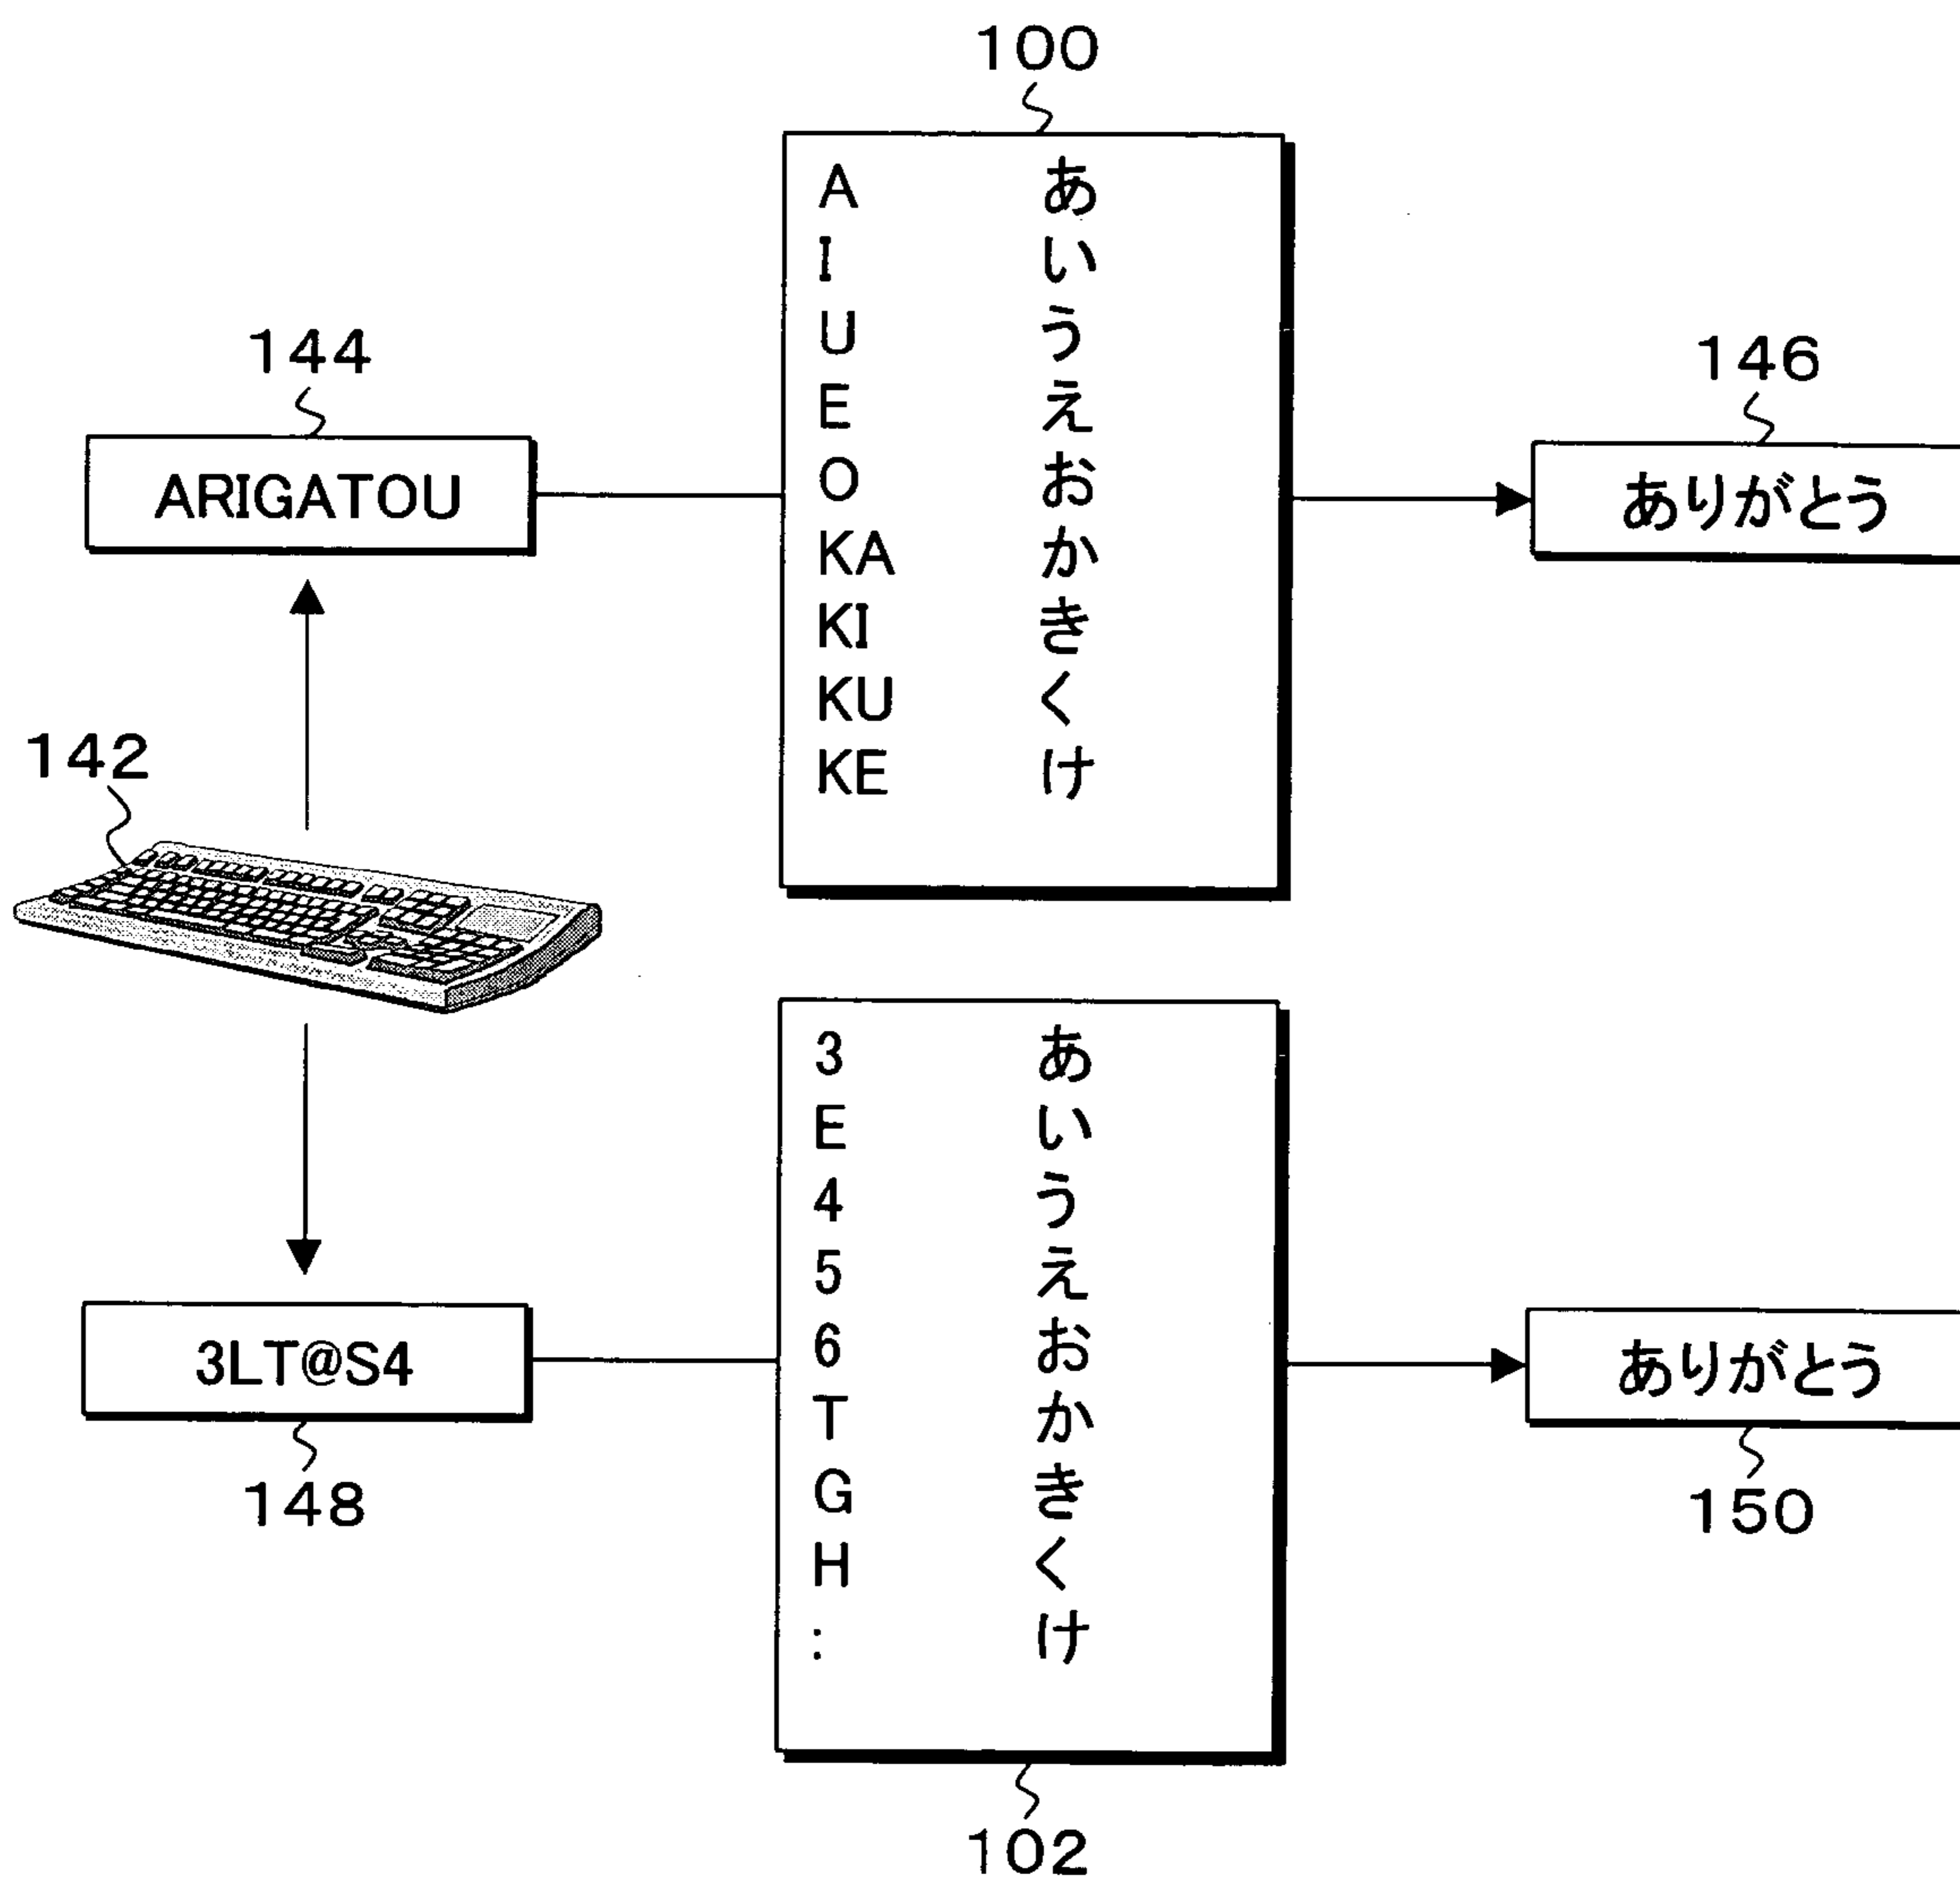 100
A あ
I い
U う
E え
O お
KA か
KI き
KU く
KE け
144
ARIGATOU
146
ありがとう
142
3 あ
E い
4 う
5 え
6 お
T か
G き
H く
: け
3LT@S4
148
ありがとう
150
102